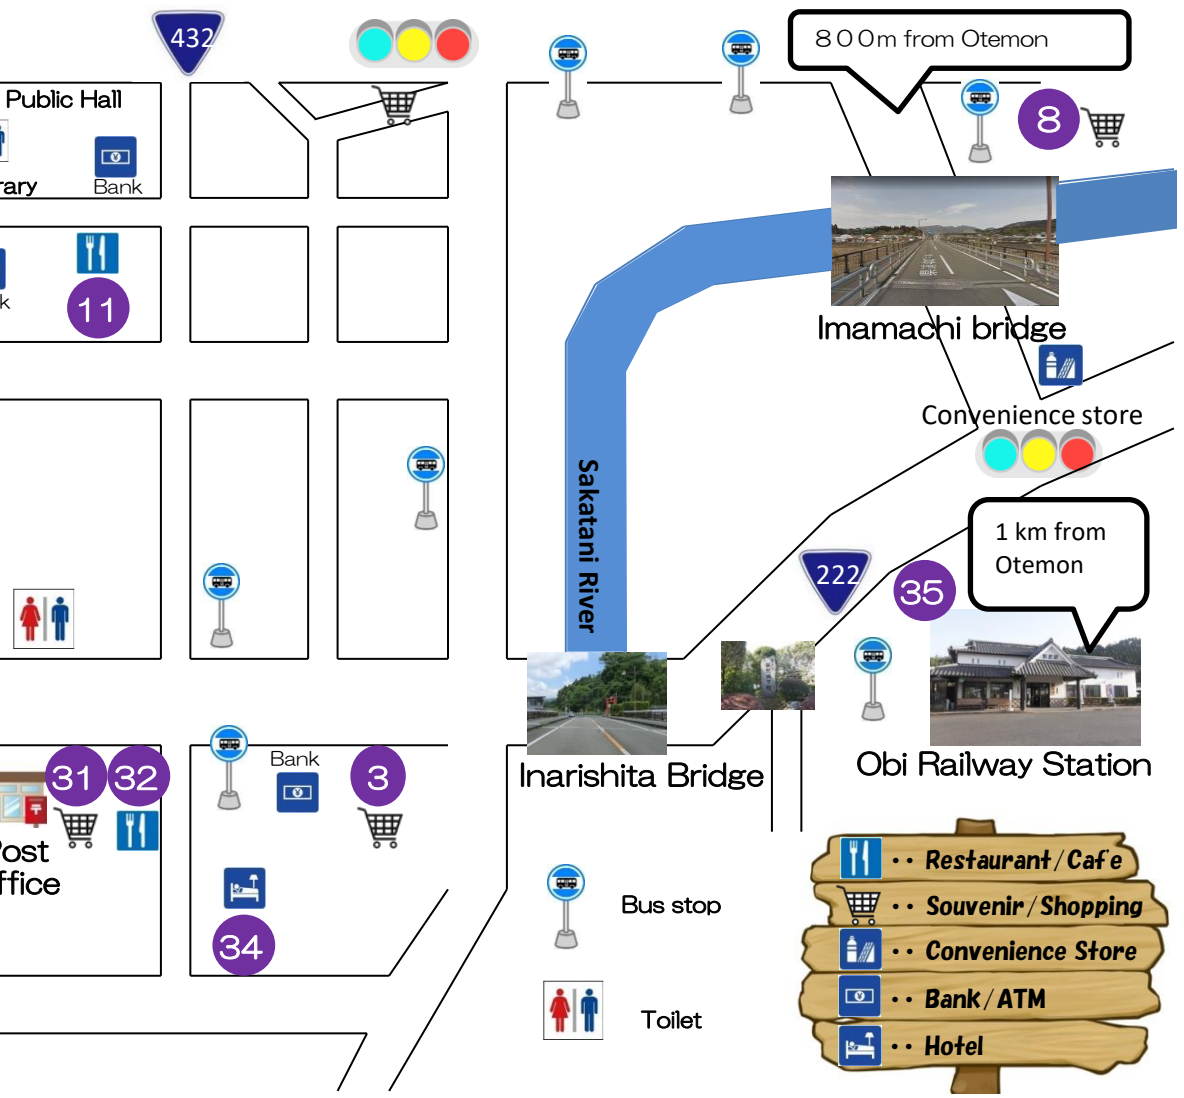 432
８００m from Otemon
Public Hall
8
rary
Bank
11
k
Imamachi bridge
Convenience store
Sakatani River
1 km from
Otemon
222
35
Inarishita Bridge
Obi Railway Station
31
32
Bank
3
Post
ffice
34
Bus stop
Toilet
‥ Restaurant/Cafe
‥ Souvenir/Shopping
‥ Convenience Store
‥ Bank/ATM
‥ Hotel